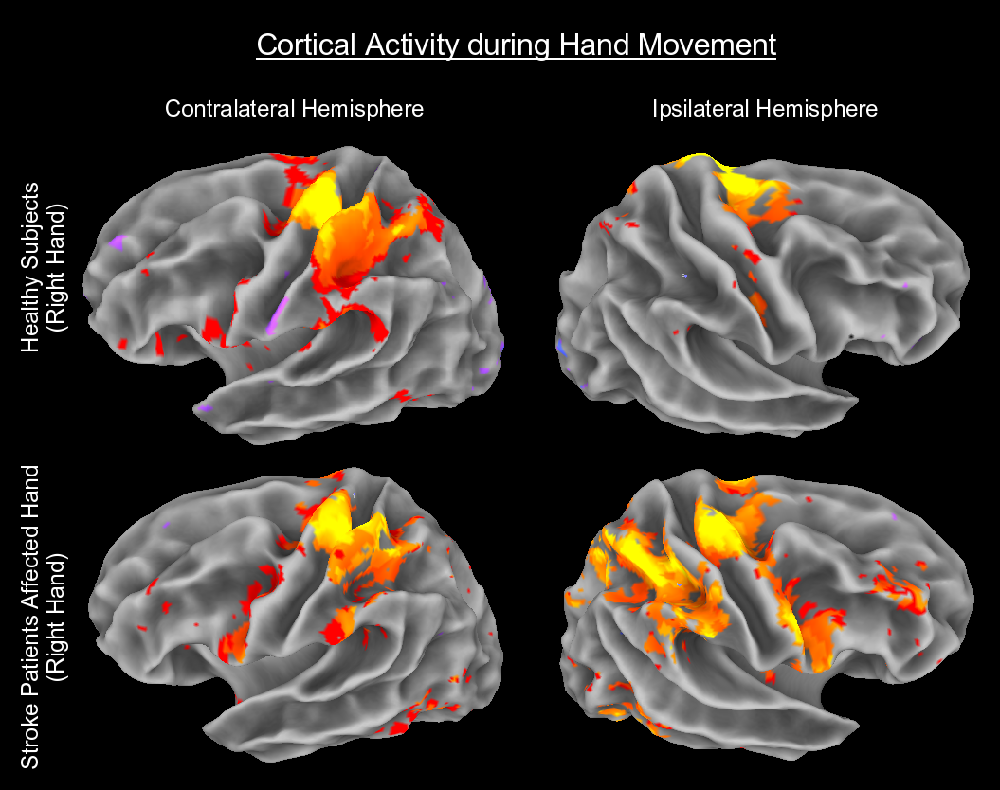 Cortical Activity during Hand Movement
Contralateral Hemisphere
Ipsilateral Hemisphere
Healthy Subjects
(Right Hand)
Stroke Patients Affected Hand
(Right Hand)